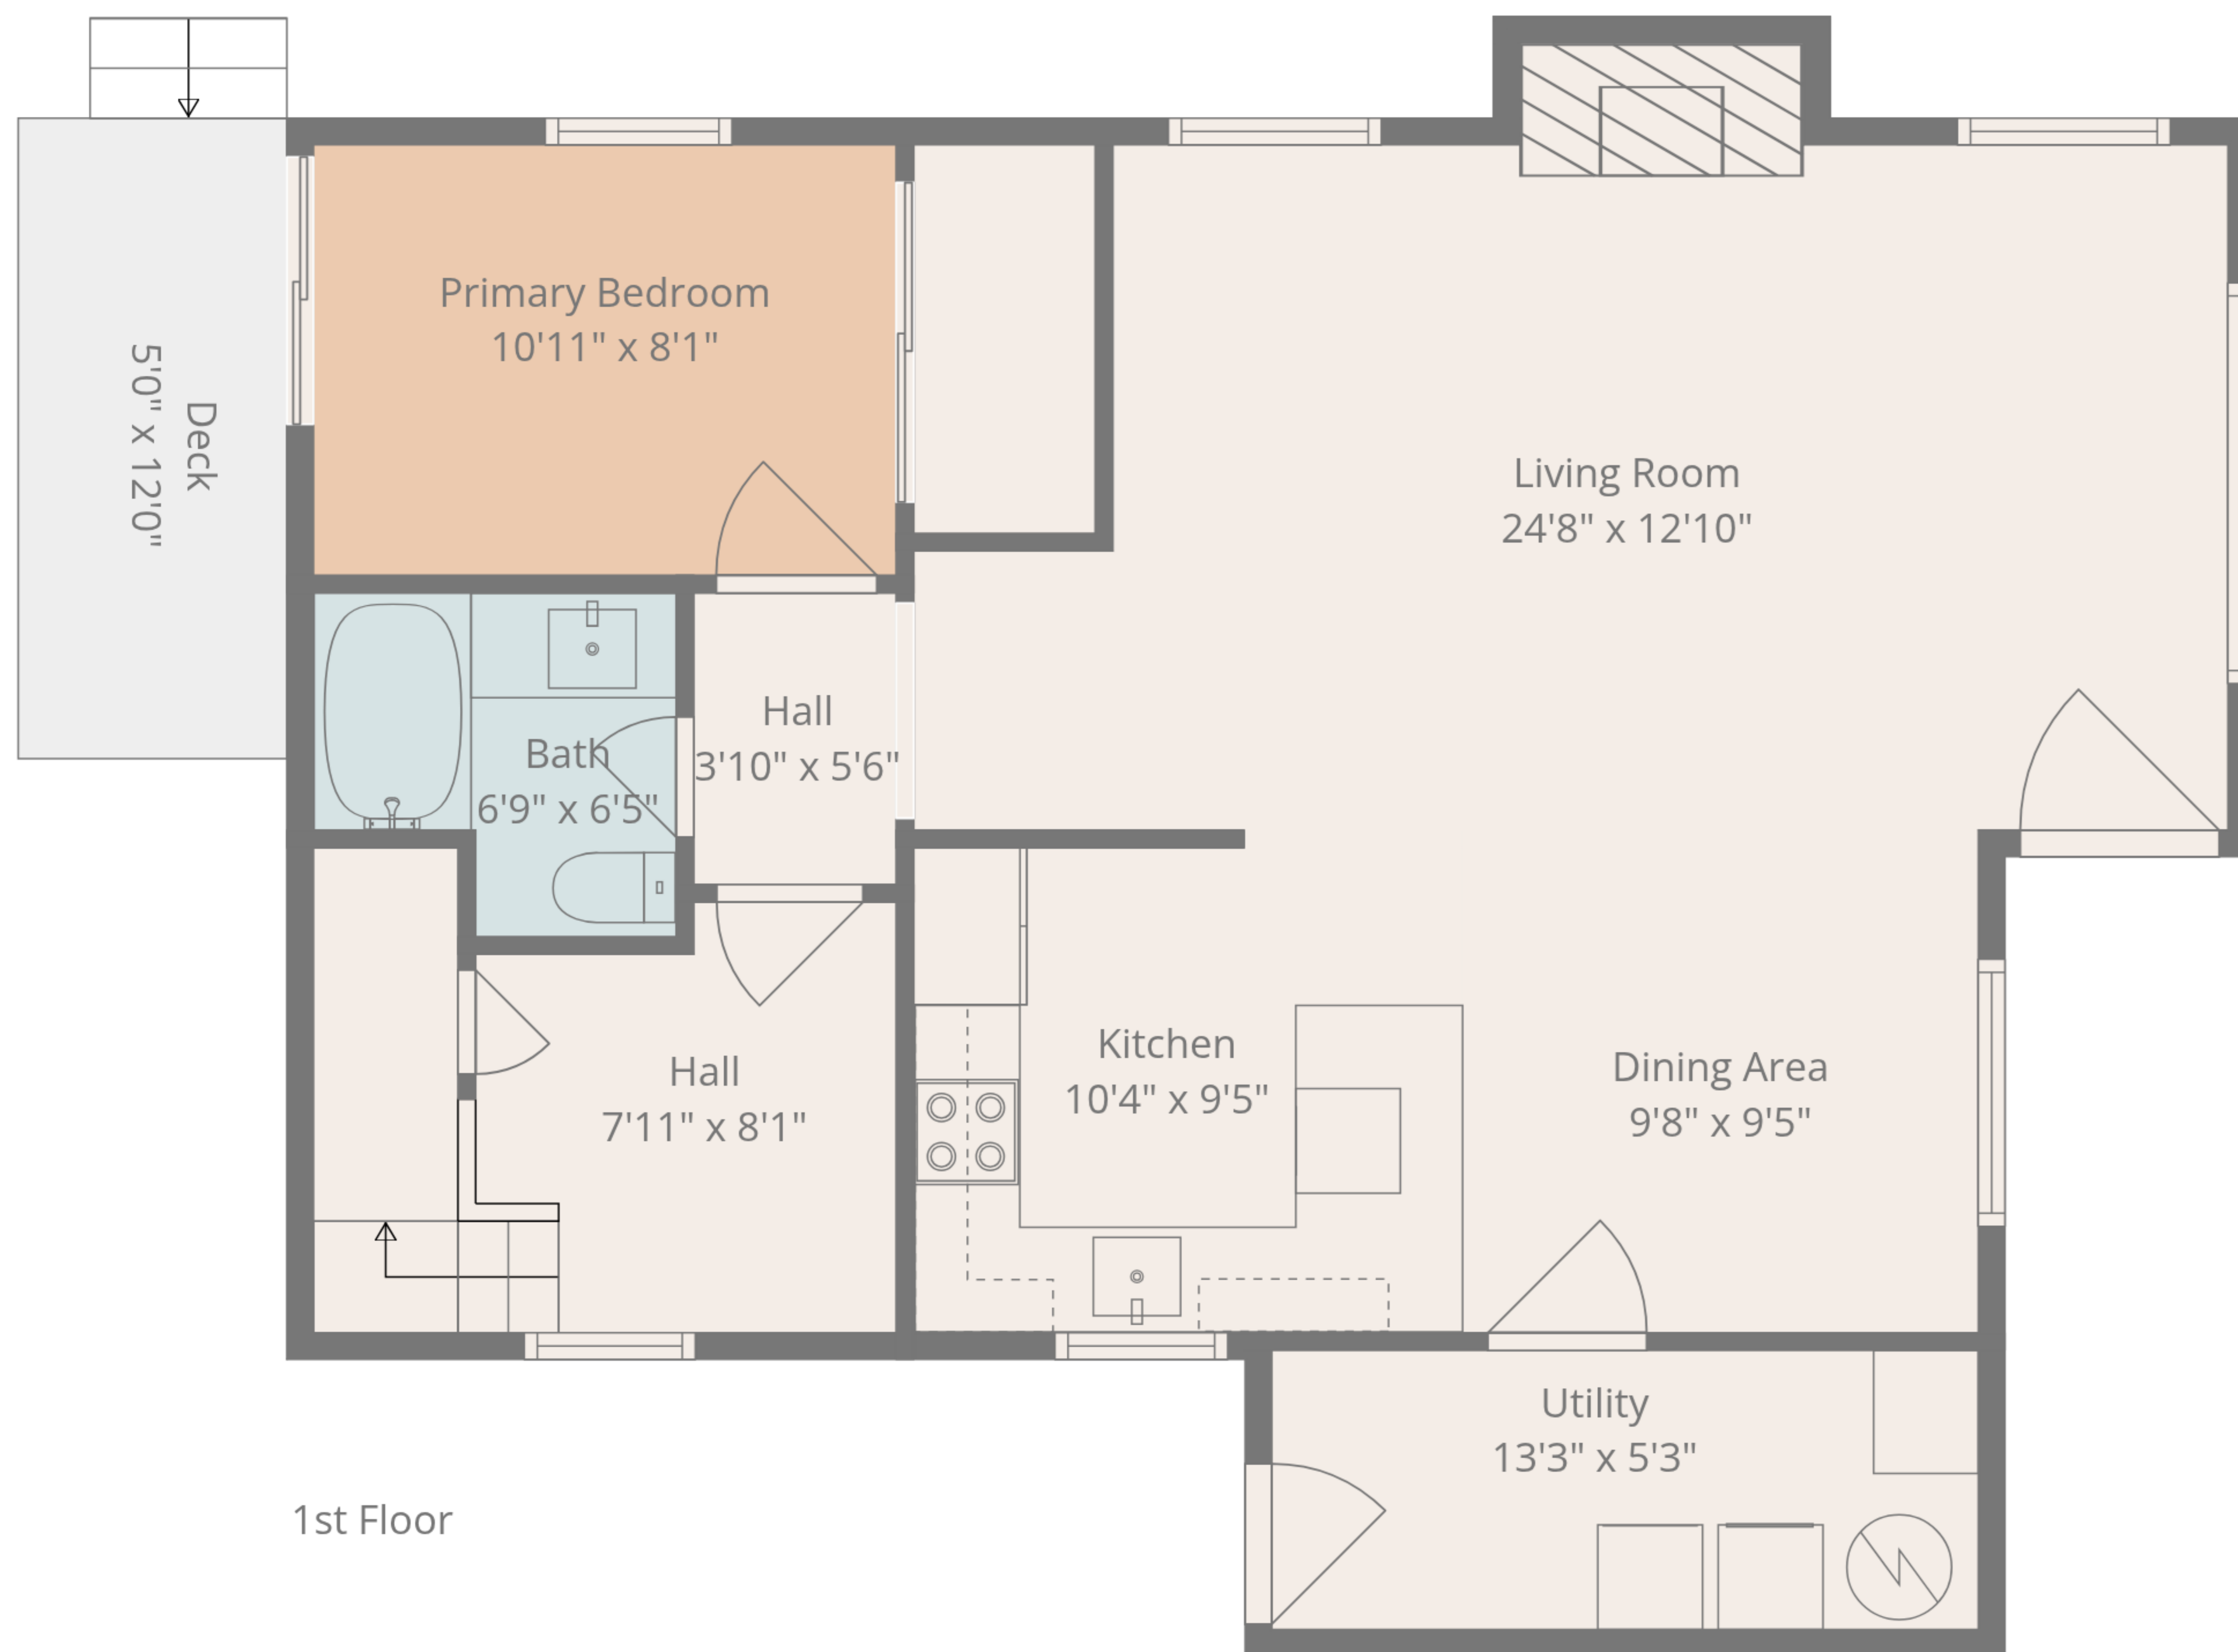 Primary Bedroom
10'11" x 8'1"
Deck
5'0" x 12'0"
Living Room
24'8" x 12'10"
Hall
3'10" x 5'6"
Bath
6'9" x 6'5"
Kitchen
10'4" x 9'5"
Dining Area
9'8" x 9'5"
Hall
7'11" x 8'1"
Utility
13'3" x 5'3"
1st Floor